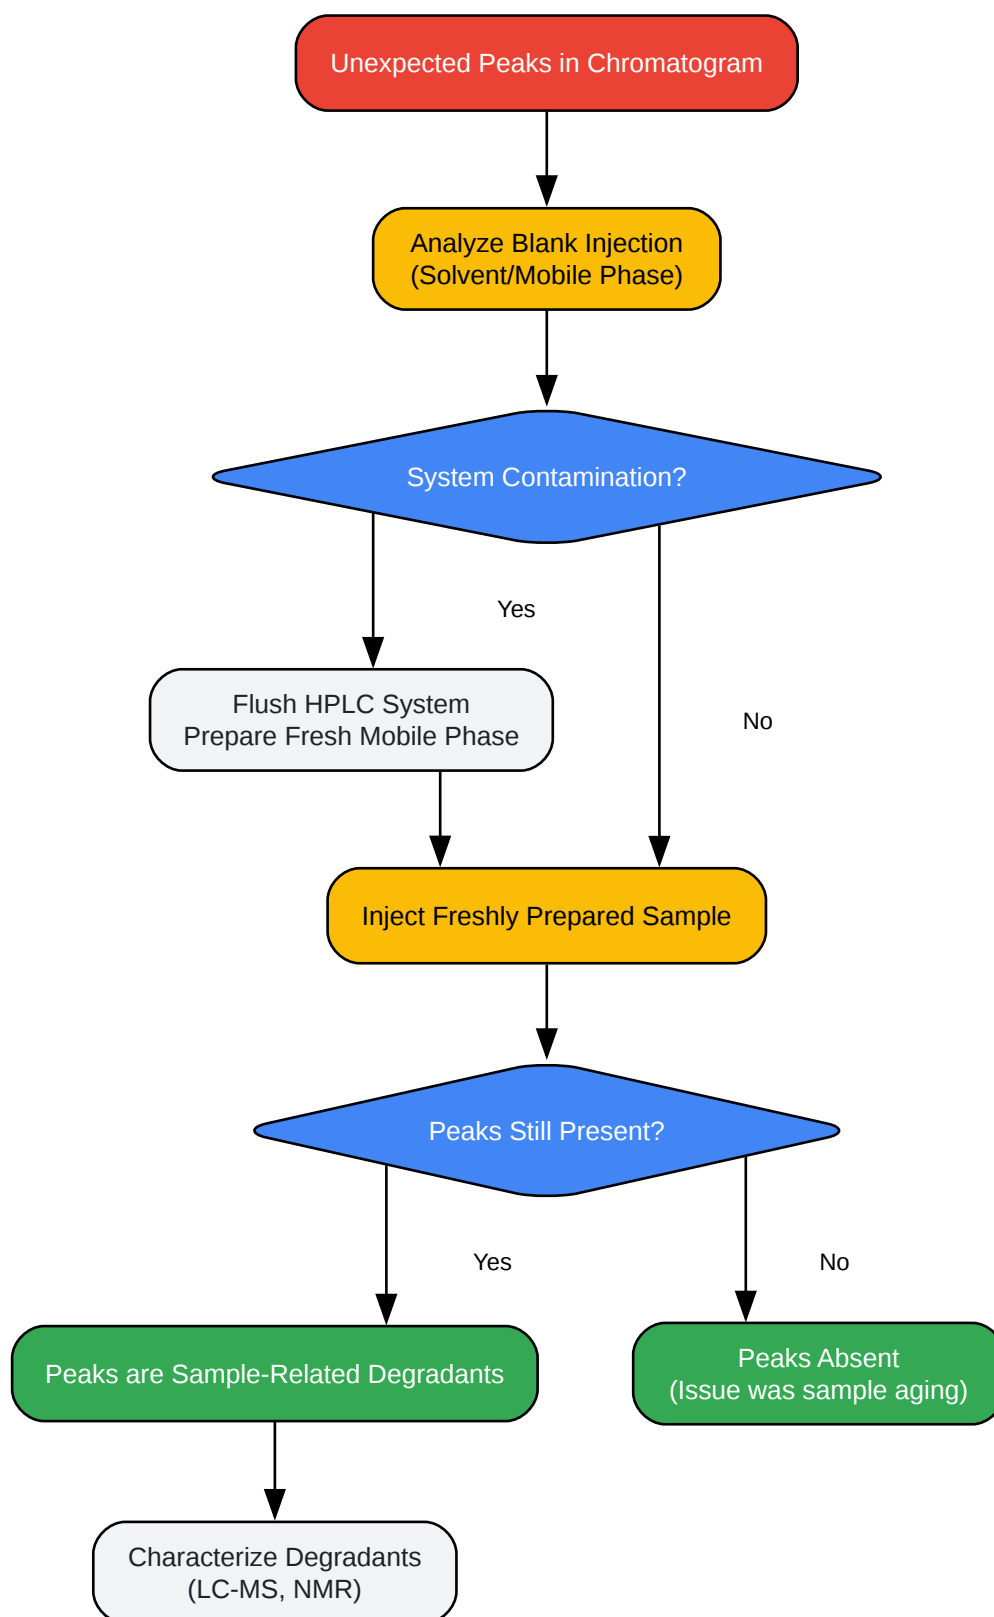 Unexpected Peaks in Chromatogram
Analyze Blank Injection
(Solvent/Mobile Phase)
System Contamination?
Yes
Flush HPLC System
Prepare Fresh Mobile Phase
No
Inject Freshly Prepared Sample
Peaks Still Present?
Yes
No
Peaks are Sample-Related Degradants
Peaks Absent
(Issue was sample aging)
Characterize Degradants
(LC-MS, NMR)